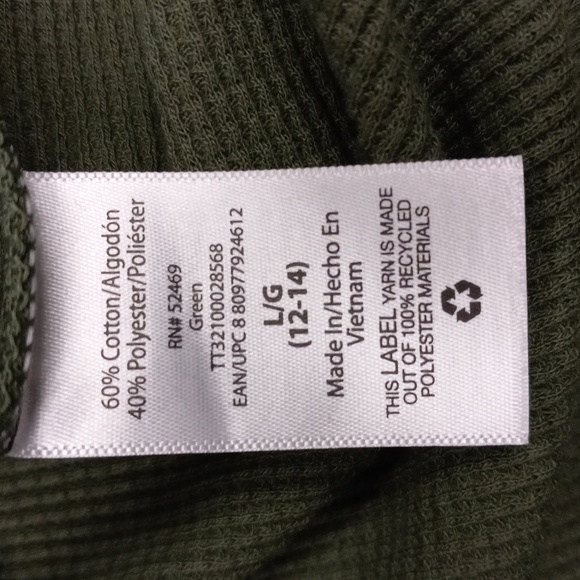 60% Cotton/Algodón
40% Polyester/Poliéster
RN# 52469
Green
TT32100028568
EAN/UPC 8 80977924612
L/G
(12-14)
Made In/Hecho En
Vietnam
THIS LABEL YARN IS MADE
OUT OF 100% RECYCLED
POLYESTER MATERIALS